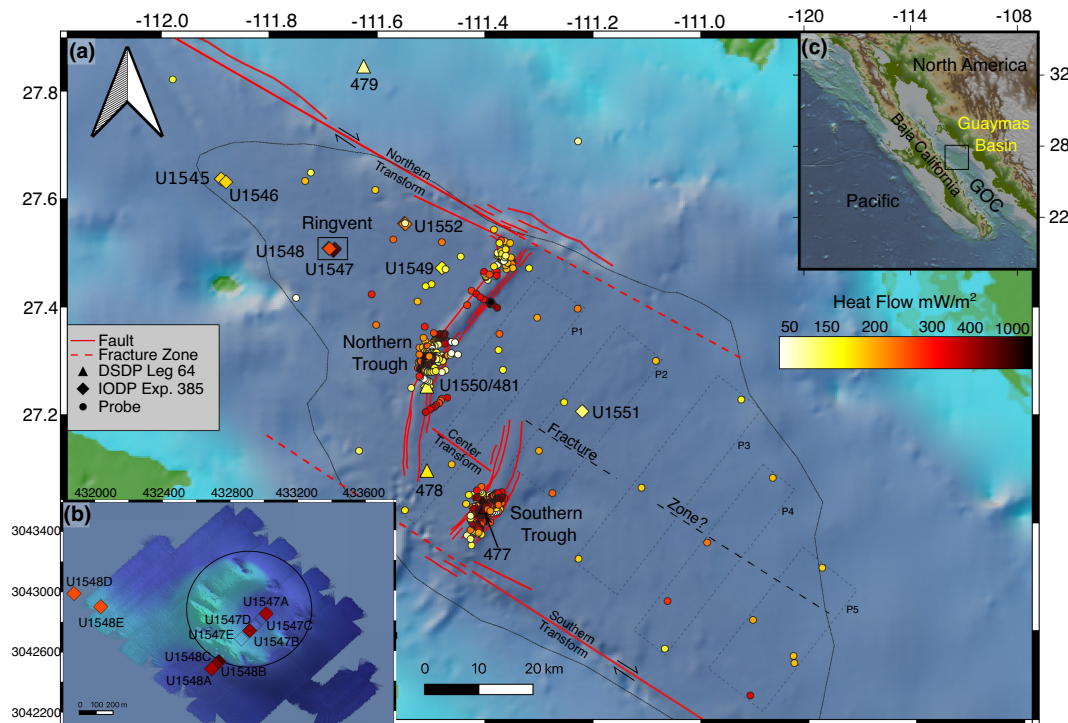 -112.0
-111.8
-111.6
-111.4
-111.2
-111.0
-120
-114
-108
(a)
(c)
North America
479
27.8
32
Northern
Transform
Guaymas
Basin
28
Baja California
GOC
U1545
U1546
27.6
Pacific
22
Ringvent
U1552
U1548
U1547
U1549
Heat Flow mW/m²
50 150 200 300 400 1000
27.4
P1
Fault
Fracture Zone
DSDP Leg 64
IODP Exp. 385
Probe
Northern
Trough
P2
U1550/481
U1551
27.2
Center
Transform
Fracture
Zone?
P3
478
432000 432400 432800 433200 433600
P4
(b)
Southern
Trough
477
3043400
U1548D
3043000
U1548E
U1547A
U1547D
U1547C
U1547E
U1547B
P5
3042600
U1548C
U1548B
U1548A
Southern
Transform
0 10 20 km
0 100 200 m
3042200